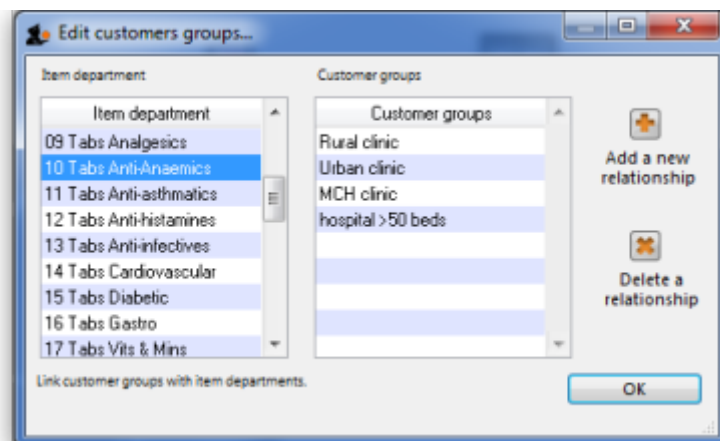 Edit customers groups...
Item department
Customer groups
Item department
09 Tabs Analgesics
10 Tabs Anti-Anaemics
11 Tabs Anti-asthmatics
12 Tabs Anti-histamines
13 Tabs Anti-infectives
14 Tabs Cardiovascular
15 Tabs Diabetic
16 Tabs Gastro
17 Tabs Vits & Mins
Customer groups
Rural clinic
Urban clinic
MCH clinic
hospital >50 beds
Add a new
relationship
Delete a
relationship
Link customer groups with item departments.
OK